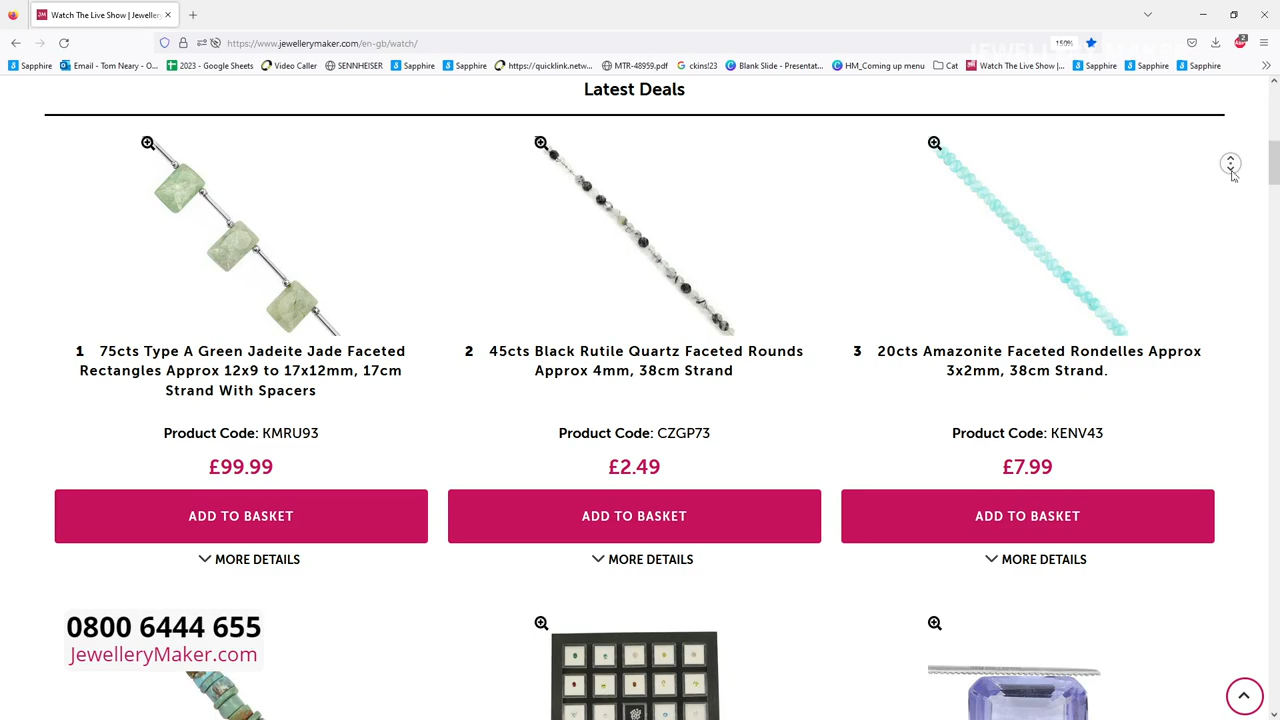 Watch The Live Show | Jewellery
https://www.jewellerymaker.com/en-gb/watch/
150%
Sapphire
Email - Tom Neary - O...
2023 - Google Sheets
Video Caller
SENNHEISER
Sapphire
Sapphire
https://quicklink.netw...
MTR-48959.pdf
ckins!23
Blank Slide - Presentat...
HM_Coming up menu
Cat
Watch The Live Show |...
Sapphire
Sapphire
Sapphire
JEWELLERY MAKER
Latest Deals
1 75cts Type A Green Jadeite Jade Faceted
Rectangles Approx 12x9 to 17x12mm, 17cm
Strand With Spacers
Product Code: KMRU93
£99.99
ADD TO BASKET
MORE DETAILS
2 45cts Black Rutile Quartz Faceted Rounds
Approx 4mm, 38cm Strand
Product Code: CZGP73
£2.49
ADD TO BASKET
MORE DETAILS
3 20cts Amazonite Faceted Rondelles Approx
3x2mm, 38cm Strand.
Product Code: KENV43
£7.99
ADD TO BASKET
MORE DETAILS
0800 6444 655
JewelleryMaker.com